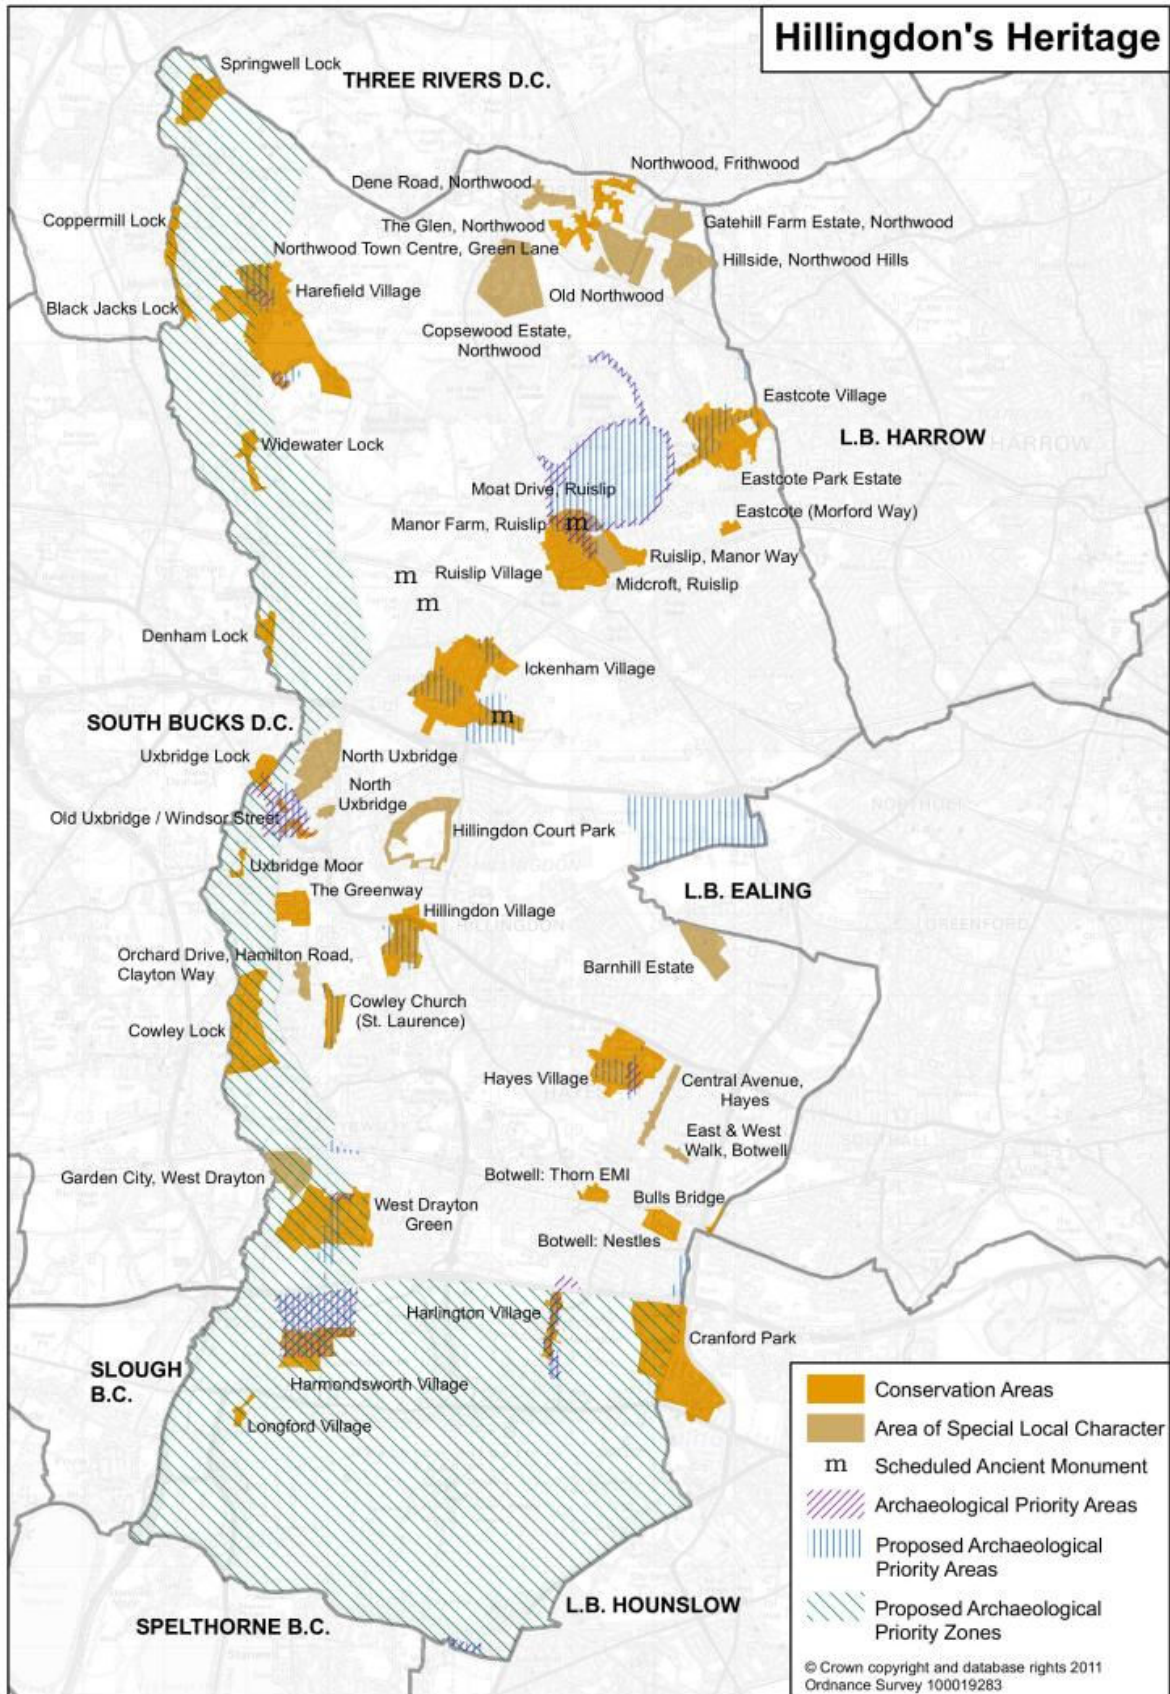 Hillingdon's Heritage
Springwell Lock
THREE RIVERS D.C.
Northwood, Frithwood
Dene Road, Northwood
Coppermill Lock
The Glen, Northwood
Gatehill Farm Estate, Northwood
Northwood Town Centre, Green Lane
Hillside, Northwood Hills
Harefield Village
Old Northwood
Black Jacks Lock
Copsewood Estate,
Northwood
Eastcote Village
L.B. HARROW
HARROW
Widewater Lock
Eastcote Park Estate
Moat Drive, Ruislip
Eastcote (Morford Way)
Manor Farm, Ruislip
m
Ruislip, Manor Way
m
Ruislip Village
Midcroft, Ruislip
m
Denham Lock
Ickenham Village
m
SOUTH BUCKS D.C.
Uxbridge Lock
North Uxbridge
North
Uxbridge
Old Uxbridge / Windsor Street
Hillingdon Court Park
Uxbridge Moor
The Greenway
L.B. EALING
Hillingdon Village
HILLINGDON
GREENFORD
Orchard Drive, Hamilton Road,
Clayton Way
Barnhill Estate
Cowley Church
(St. Laurence)
Cowley Lock
Hayes Village
Central Avenue,
Hayes
East & West
Walk, Botwell
Garden City, West Drayton
Botwell: Thorn EMI
Bulls Bridge
West Drayton
Green
Botwell: Nestles
Harlington Village
Cranford Park
SLOUGH
B.C.
Harmondsworth Village
Longford Village
L.B. HOUNSLOW
SPELTHORNE B.C.
Conservation Areas
Area of Special Local Character
m Scheduled Ancient Monument
Archaeological Priority Areas
Proposed Archaeological
Priority Areas
Proposed Archaeological
Priority Zones
© Crown copyright and database rights 2011
Ordnance Survey 100019283